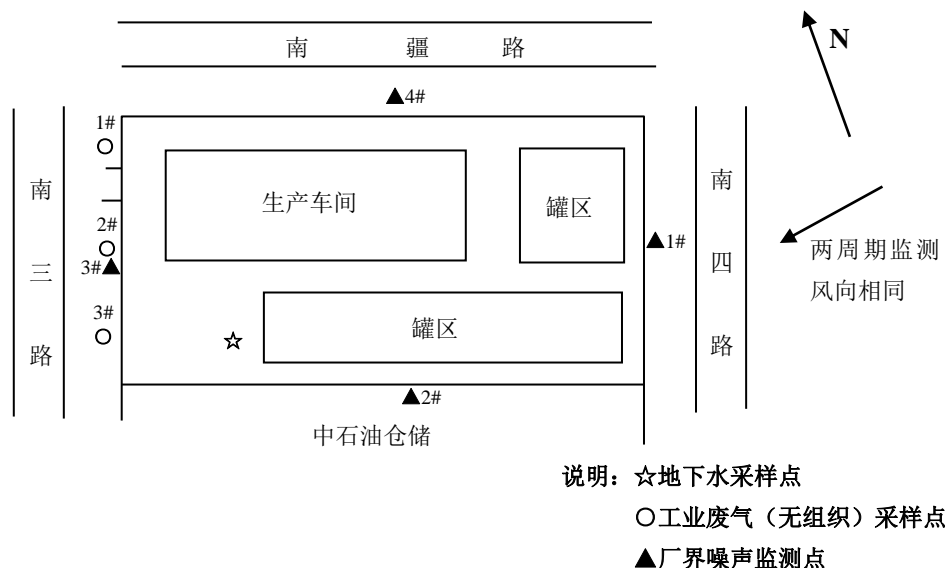 南 疆 路
N
▲4#
1#
南三路
生产车间
罐区
南四路
2#
3#▲
▲1#
两周期监测
风向相同
3#
罐区
☆
▲2#
中石油仓储
说明：☆地下水采样点
○工业废气（无组织）采样点
▲厂界噪声监测点